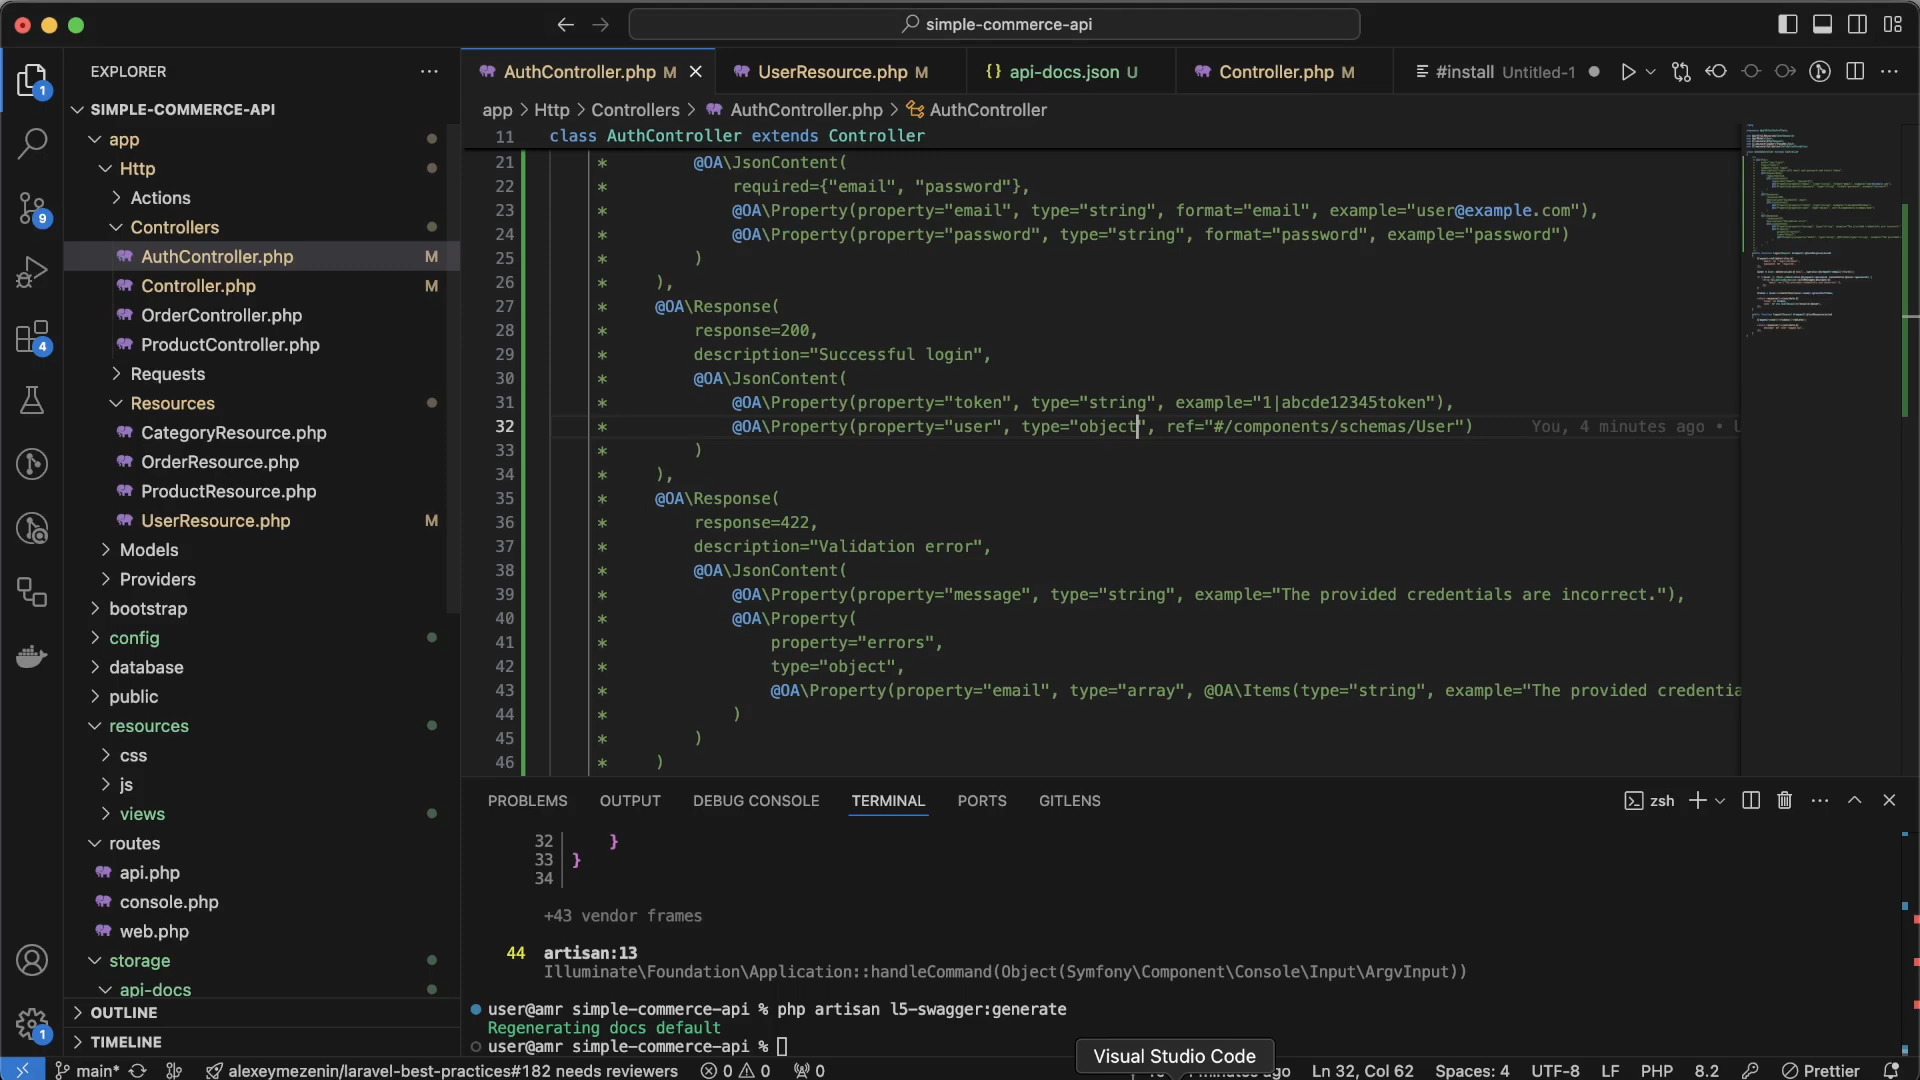 simple-commerce-api
EXPLORER
AuthController.php M
UserResource.php M
{} api-docs.json U
Controller.php M
#install Untitled-1
SIMPLE-COMMERCE-API
app > Http > Controllers > AuthController.php > AuthController
11 class AuthController extends Controller
app
Http
Actions
Controllers
AuthController.php M
Controller.php M
OrderController.php
ProductController.php
Requests
Resources
CategoryResource.php
OrderResource.php
ProductResource.php
UserResource.php M
Models
Providers
bootstrap
config
database
public
resources
css
js
views
routes
api.php
console.php
web.php
storage
api-docs
OUTLINE
TIMELINE
1
9
4
1
21 * @OA\JsonContent(
22 * required={"email", "password"},
23 * @OA\Property(property="email", type="string", format="email", example="user@example.com"),
24 * @OA\Property(property="password", type="string", format="password", example="password")
25 * )
26 * ),
27 * @OA\Response(
28 * response=200,
29 * description="Successful login",
30 * @OA\JsonContent(
31 * @OA\Property(property="token", type="string", example="1|abcde12345token"),
32 * @OA\Property(property="user", type="object", ref="#/components/schemas/User") You, 4 minutes ago •
33 * )
34 * ),
35 * @OA\Response(
36 * response=422,
37 * description="Validation error",
38 * @OA\JsonContent(
39 * @OA\Property(property="message", type="string", example="The provided credentials are incorrect."),
40 * @OA\Property(
41 * property="errors",
42 * type="object",
43 * @OA\Property(property="email", type="array", @OA\Items(type="string", example="The provided credentia
44 * )
45 * )
46 * )
PROBLEMS OUTPUT DEBUG CONSOLE TERMINAL PORTS GITLENS
zsh
32 }
33 }
34
+43 vendor frames
44 artisan:13
Illuminate\Foundation\Application::handleCommand(Object(Symfony\Component\Console\Input\ArgvInput))
user@amr simple-commerce-api % php artisan l5-swagger:generate
Regenerating docs default
user@amr simple-commerce-api %
Visual Studio Code
main* alexeymezenin/laravel-best-practices#182 needs reviewers 0 0 0 ago Ln 32, Col 62 Spaces: 4 UTF-8 LF PHP 8.2 Prettier